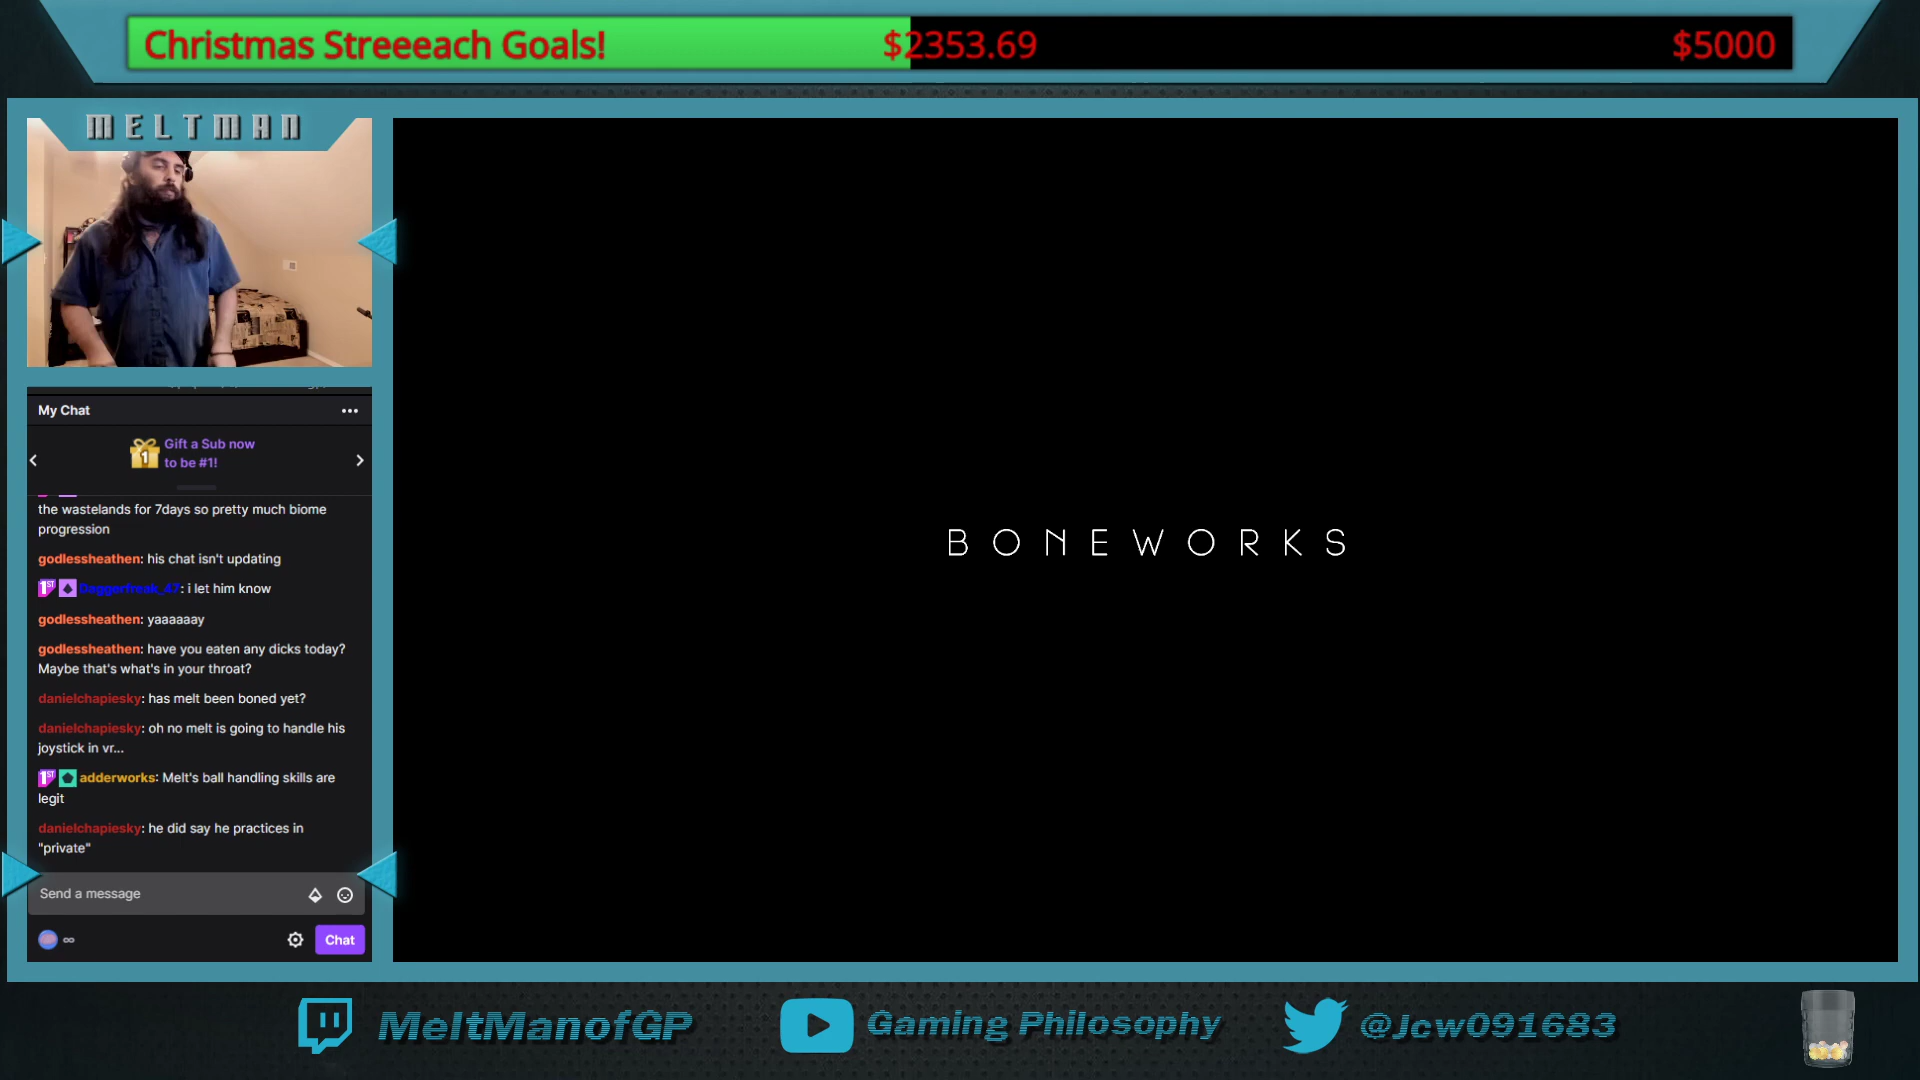 Christmas Streeeach Goals! $2353.69 $5000
MELTMAN
My Chat
1
Gift a Sub now
to be #1!
the wastelands for 7days so pretty much biome
progression
godlessheathen: his chat isn't updating
1ST Daggorfreak_47: i let him know
godlessheathen: yaaaaaay
godlessheathen: have you eaten any dicks today?
Maybe that's what's in your throat?
danielchapiesky: has melt been boned yet?
danielchapiesky: oh no melt is going to handle his
joystick in vr...
1ST adderworks: Melt's ball handling skills are
legit
danielchapiesky: he did say he practices in
"private"
Send a message
Chat
BONEWORKS
MeltManofGP
Gaming Philosophy
@Jcw091683